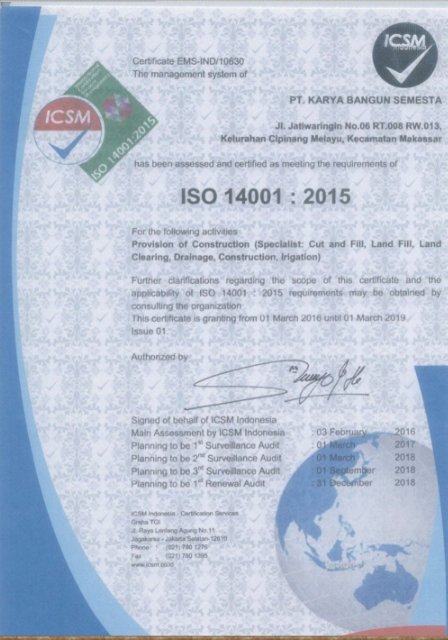 ICSM
INDONESIA
Certificate EMS-IND/10630
The management system of
ICSM
ISO 14001:2015
PT. KARYA BANGUN SEMESTA
Jl. Jatiwaringin No.06 RT.008 RW.013,
Kelurahan Cipinang Melayu, Kecamatan Makassar
has been assessed and certified as meeting the requirements of
ISO 14001 : 2015
For the following activities
Provision of Construction (Specialist: Cut and Fill, Land Fill, Land
Clearing, Drainage, Construction, Irigation)
Further clarifications regarding the scope of this certificate and the
applicability of ISO 14001 : 2015 requirements may be obtained by
consulting the organization
This certificate is granting from 01 March 2016 until 01 March 2019
Issue 01
Authorized by
Signed of behalf of ICSM Indonesia
Main Assessment by ICSM Indonesia : 03 February 2016
Planning to be 1st Surveillance Audit : 01 March 2017
Planning to be 2nd Surveillance Audit : 01 March 2018
Planning to be 3rd Surveillance Audit : 01 September 2018
Planning to be 1st Renewal Audit : 31 December 2018
ICSM Indonesia - Certification Services
Graha TDI
Jl. Raya Lenteng Agung No.11
Jagakarsa - Jakarta Selatan 12610
Phone : (021) 780
Fax : (021) 780
www.icsm.co.id